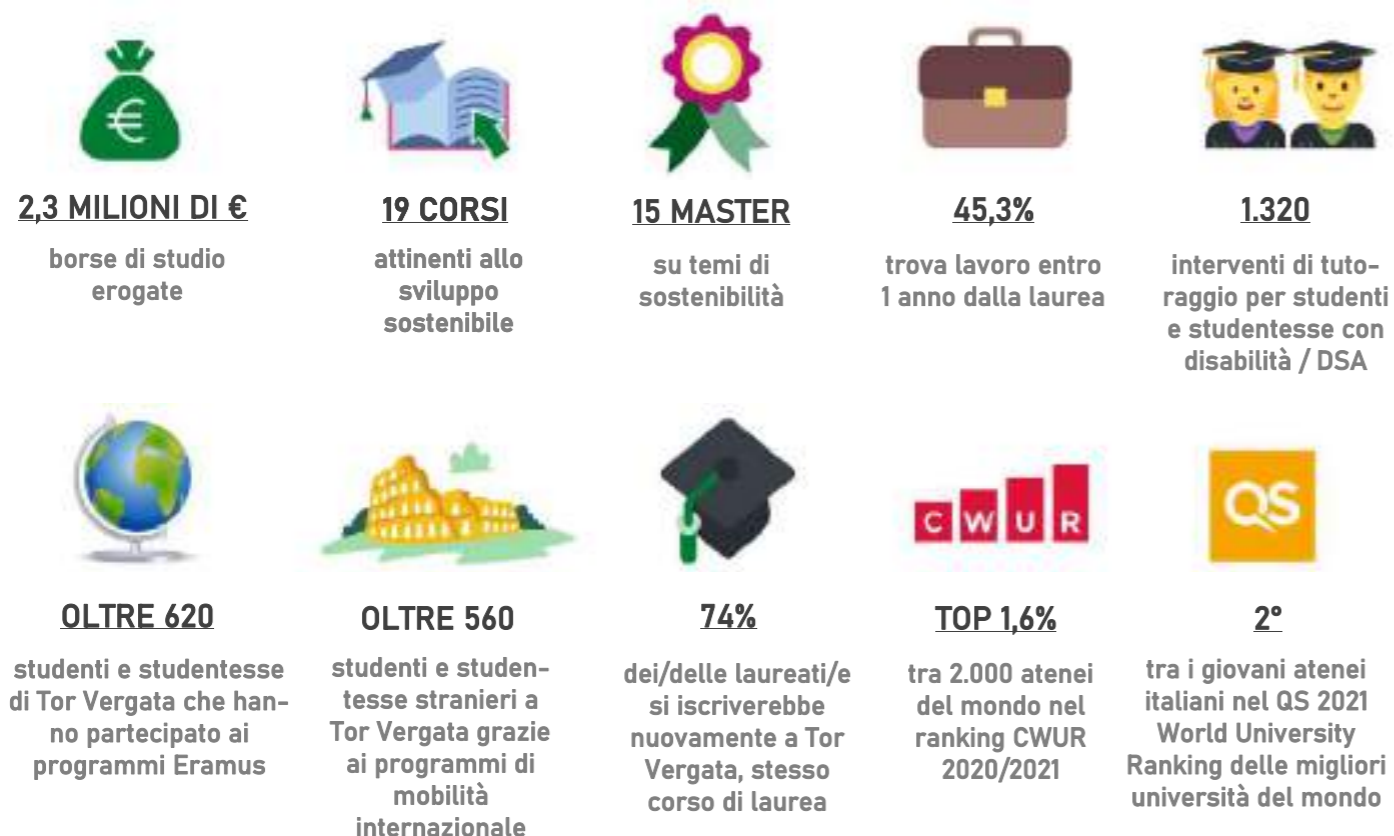 2,3 MILIONI DI €
borse di studio
erogate
19 CORSI
attinenti allo
sviluppo
sostenibile
15 MASTER
su temi di
sostenibilità
45,3%
trova lavoro entro
1 anno dalla laurea
1.320
interventi di tuto-
raggio per studenti
e studentesse con
disabilità / DSA
OLTRE 620
studenti e studentesse
di Tor Vergata che han-
no partecipato ai
programmi Eramus
OLTRE 560
studenti e studen-
tesse stranieri a
Tor Vergata grazie
ai programmi di
mobilità
internazionale
74%
dei/delle laureati/e
si iscriverebbe
nuovamente a Tor
Vergata, stesso
corso di laurea
CWUR
TOP 1,6%
tra 2.000 atenei
del mondo nel
ranking CWUR
2020/2021
QS
2°
tra i giovani atenei
italiani nel QS 2021
World University
Ranking delle migliori
università del mondo